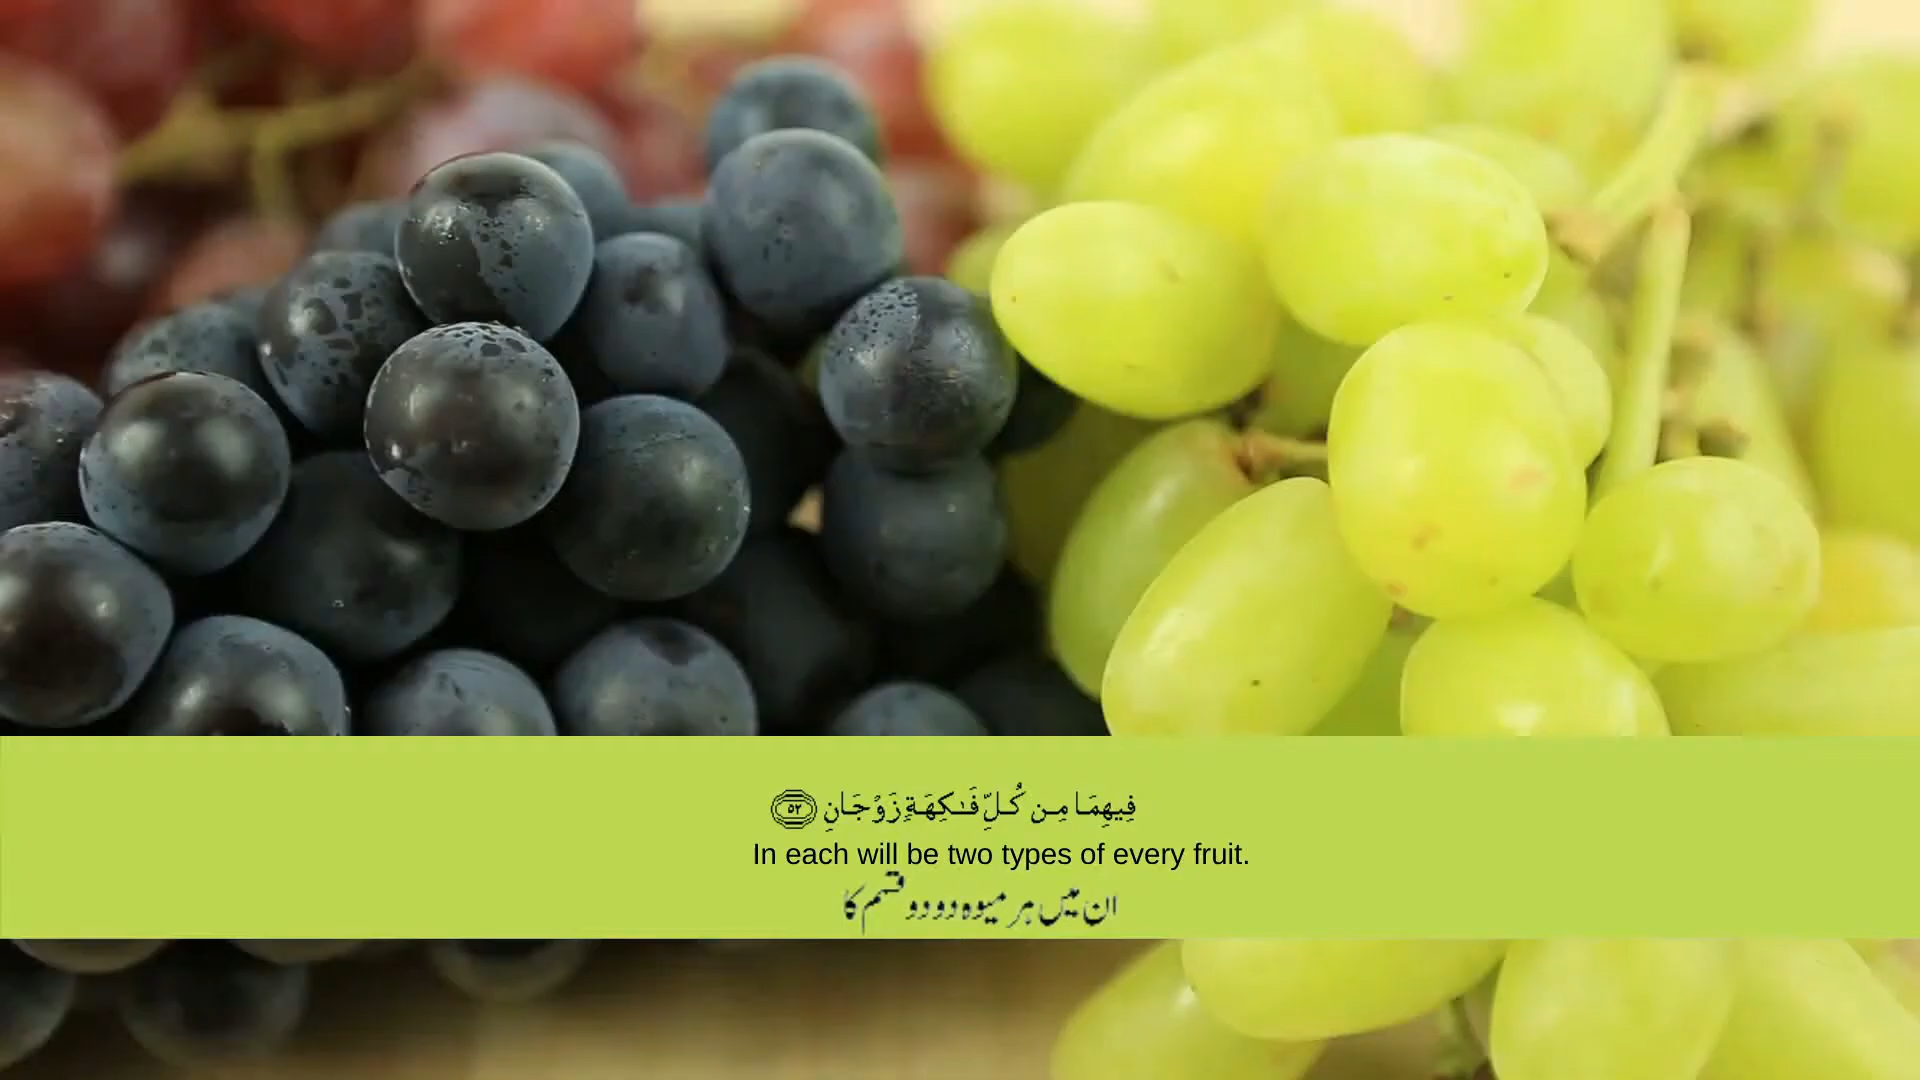 فِيهِمَا مِن كُلِّ فَـٰكِهَةٍ زَوْجَانِ ۝٥٢
In each will be two types of every fruit.
ان میں ہر میوہ دو دو قسم کا